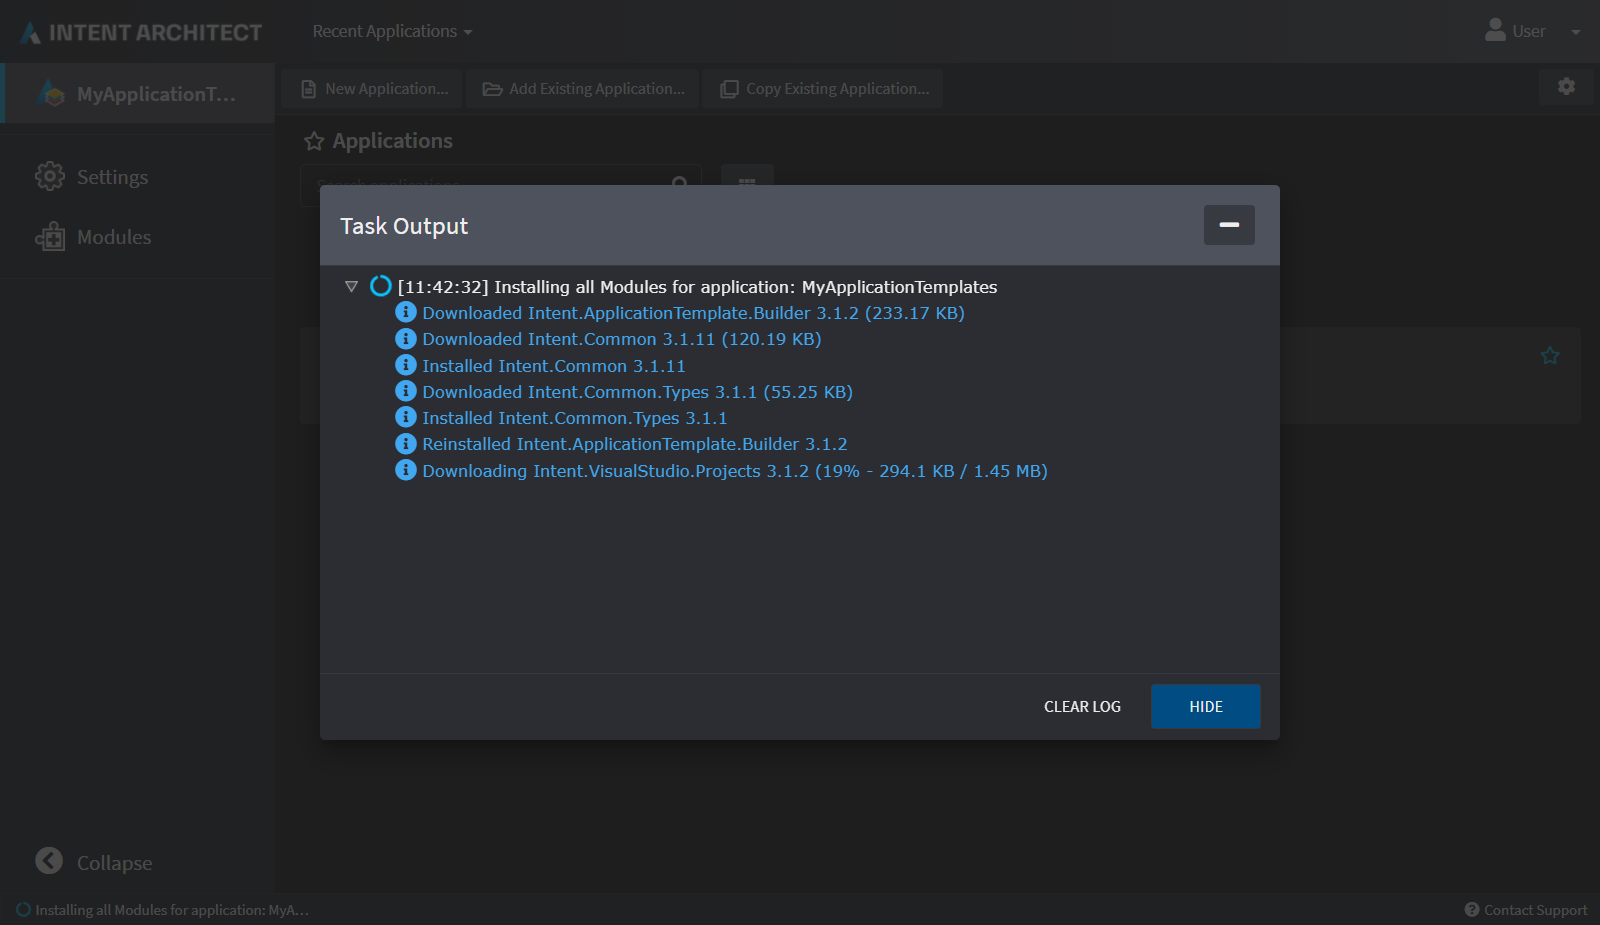 INTENT ARCHITECT
Recent Applications
User
MyApplicationT...
New Application...
Add Existing Application...
Copy Existing Application...
Applications
Search applications
Settings
Modules
Task Output
[11:42:32] Installing all Modules for application: MyApplicationTemplates
Downloaded Intent.ApplicationTemplate.Builder 3.1.2 (233.17 KB)
Downloaded Intent.Common 3.1.11 (120.19 KB)
Installed Intent.Common 3.1.11
Downloaded Intent.Common.Types 3.1.1 (55.25 KB)
Installed Intent.Common.Types 3.1.1
Reinstalled Intent.ApplicationTemplate.Builder 3.1.2
Downloading Intent.VisualStudio.Projects 3.1.2 (19% - 294.1 KB / 1.45 MB)
CLEAR LOG
HIDE
Collapse
Installing all Modules for application: MyA...
Contact Support